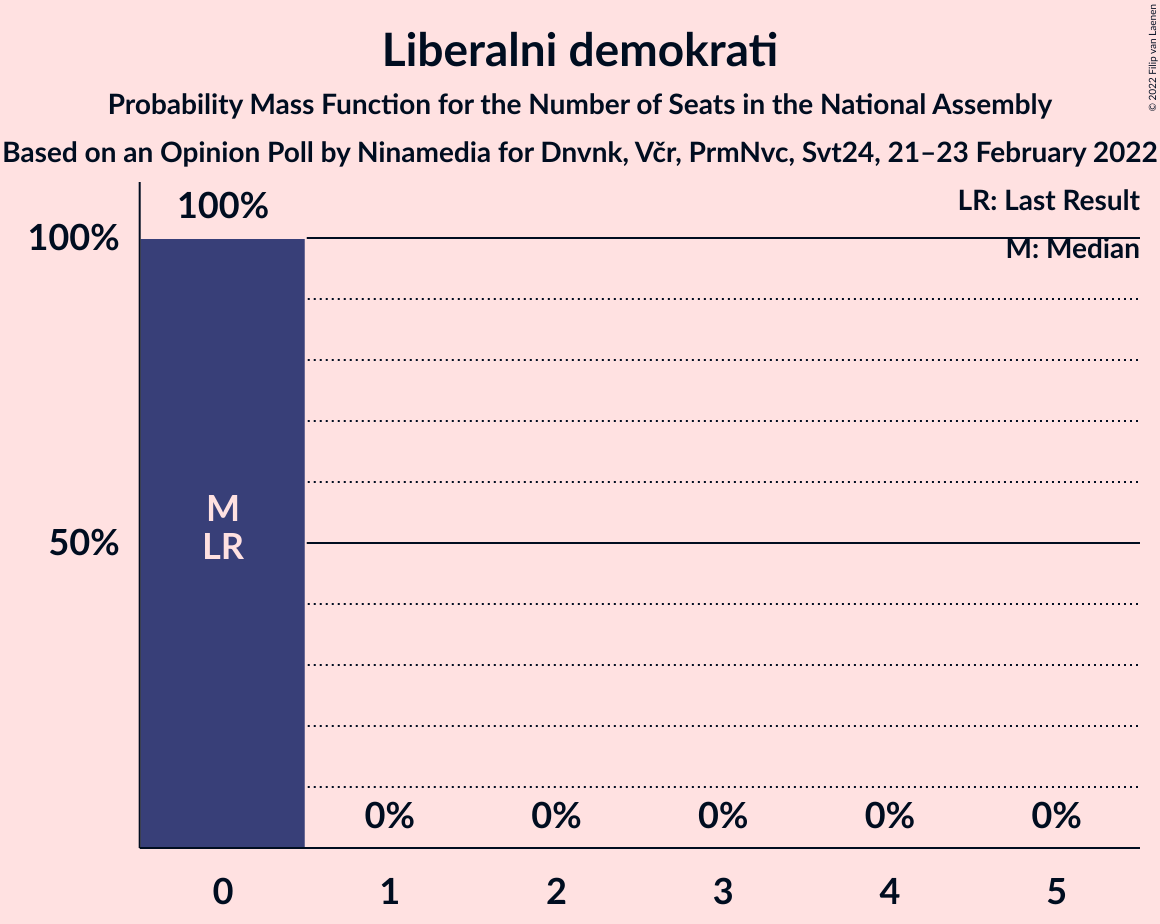 Liberalni demokrati
Probability Mass Function for the Number of Seats in the National Assembly
Based on an Opinion Poll by Ninamedia for Dnvnk, Včr, PrmNvc, Svt24, 21–23 February 2022
© 2022 Filip van Laenen
LR: Last Result
M: Median
100%
100%
50%
M
LR
0% 0% 0% 0% 0%
0 1 2 3 4 5